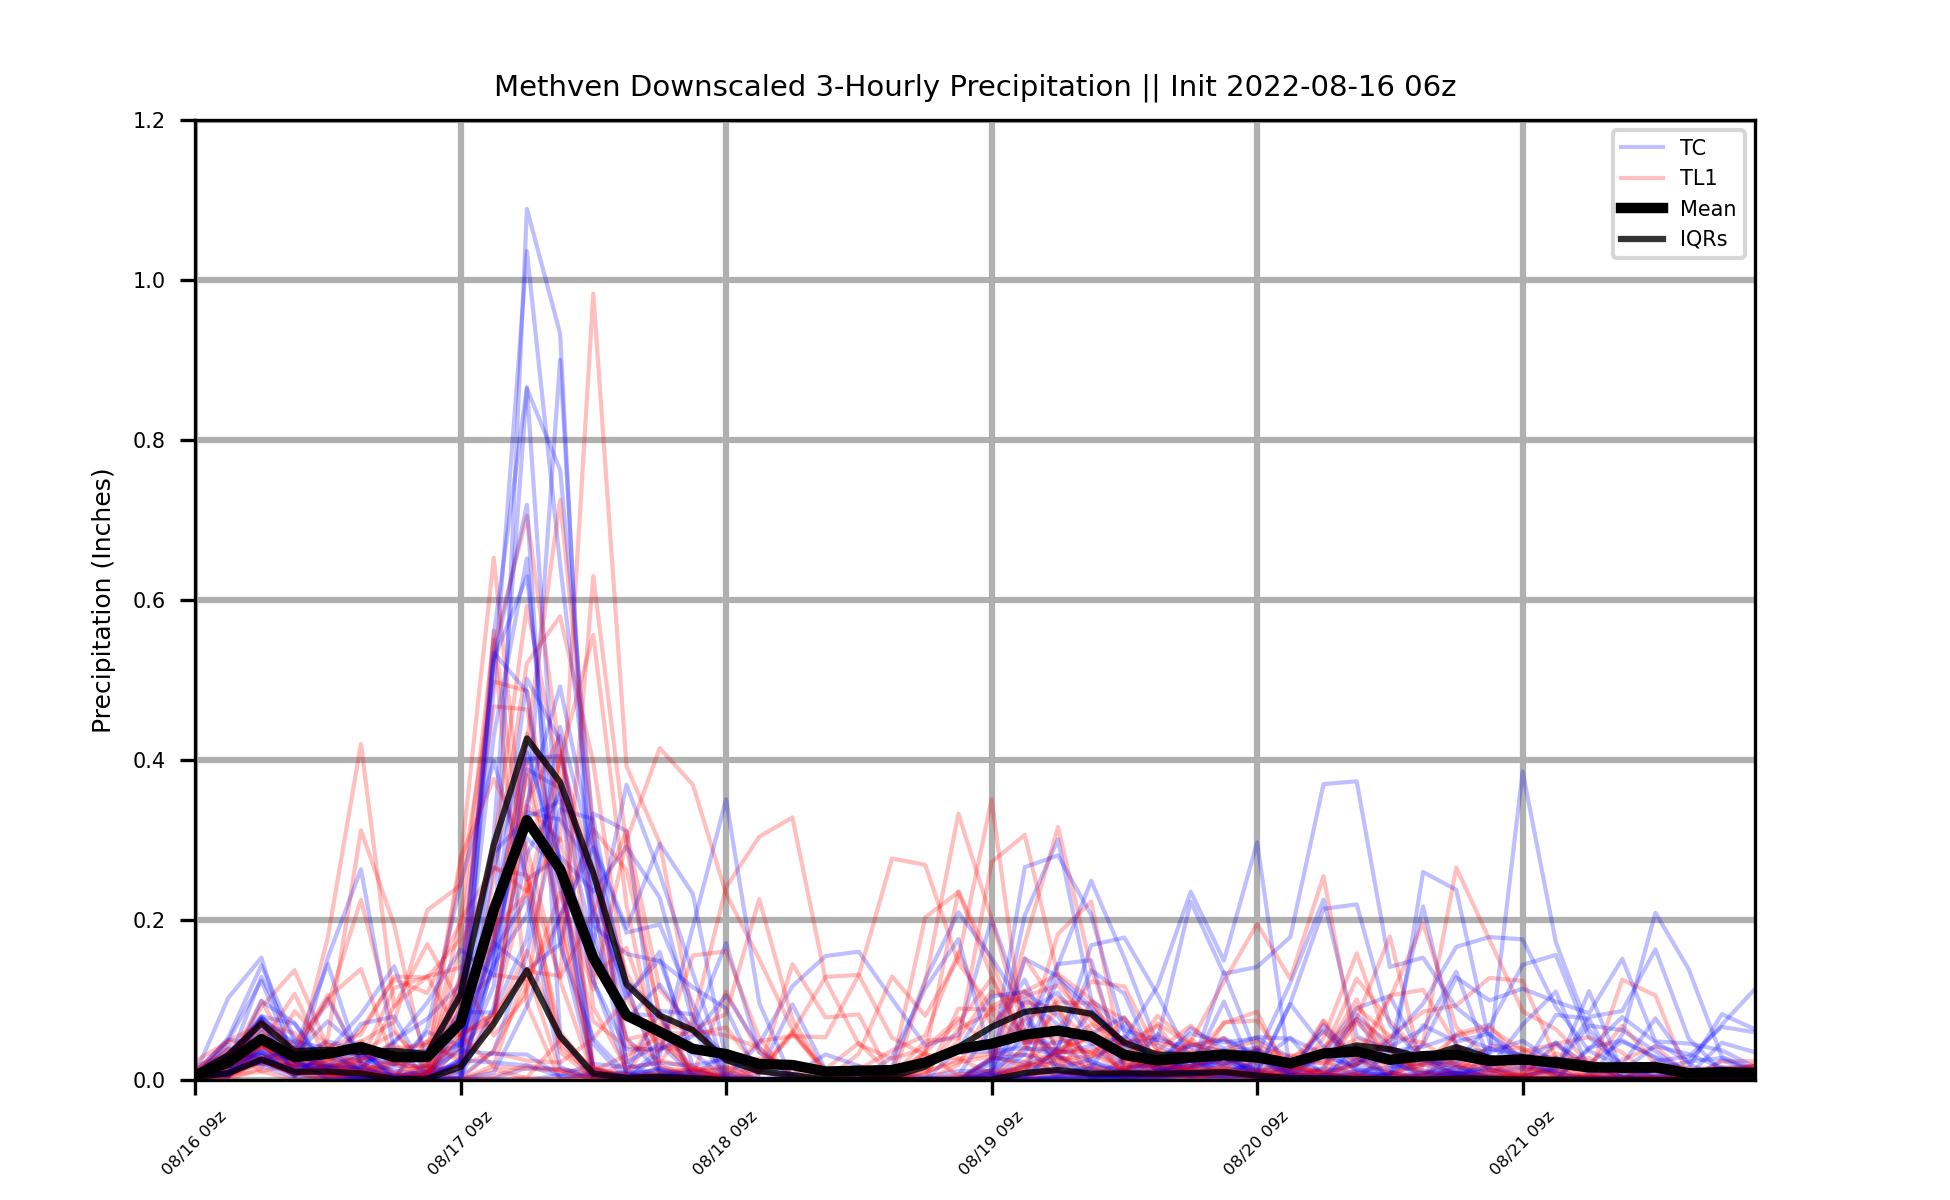 Methven Downscaled 3-Hourly Precipitation || Init 2022-08-16 06z
TC
TL1
Mean
IQRs
Precipitation (Inches)
1.2
1.0
0.8
0.6
0.4
0.2
0.0
08/16 09z
08/17 09z
08/18 09z
08/19 09z
08/20 09z
08/21 09z